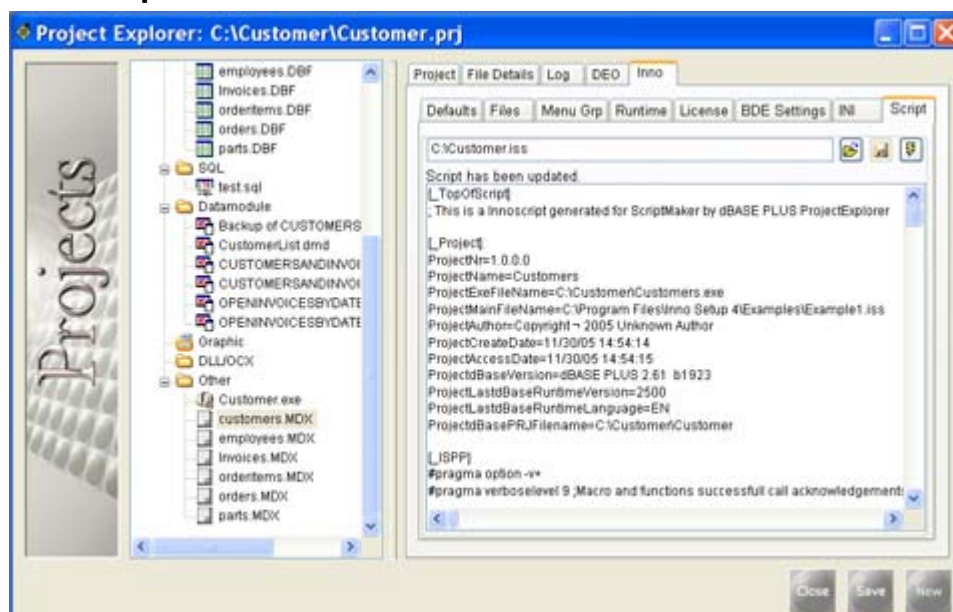 Project Explorer: C:\Customer\Customer.prj
Projects
employees.DBF
Invoices.DBF
orderitems.DBF
orders.DBF
parts.DBF
SQL
test.sql
Datamodule
Backup of CUSTOMERS
CustomerList.dmd
CUSTOMERSANDINVOI
CUSTOMERSANDINVOI
OPENINVOICESBYDATE
OPENINVOICESBYDATE
Graphic
DLL/OCX
Other
Customer.exe
customers.MDX
employees.MDX
Invoices.MDX
orderitems.MDX
orders.MDX
parts.MDX
Project File Details Log DEO Inno
Defaults Files Menu Grp Runtime License BDE Settings INI Script
C:\Customer.iss
Script has been updated.
[_TopOfScript]
; This is a Innoscript generated for ScriptMaker by dBASE PLUS ProjectExplorer
[_Project]
ProjectNr=1.0.0.0
ProjectName=Customers
ProjectExeFileName=C:\Customer\Customers.exe
ProjectMainFileName=C:\Program Files\Inno Setup 4\Examples\Example1.iss
ProjectAuthor=Copyright ¬ 2005 Unknown Author
ProjectCreateDate=11/30/05 14:54:14
ProjectAccessDate=11/30/05 14:54:15
ProjectdBaseVersion=dBASE PLUS 2.61 b1923
ProjectLastdBaseRuntimeVersion=2500
ProjectLastdBaseRuntimeLanguage=EN
ProjectdBasePRJFilename=C:\Customer\Customer
[_ISPP]
#pragma option -v+
#pragma verboselevel 9 ;Macro and functions successfull call acknowledgements
Close Save New